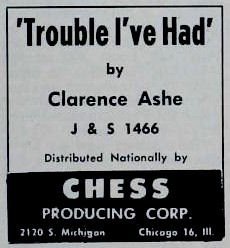 'Trouble I've Had'
by
Clarence Ashe
J & S 1466
Distributed Nationally by
CHESS
PRODUCING CORP.
2120 S. Michigan Chicago 16, Ill.